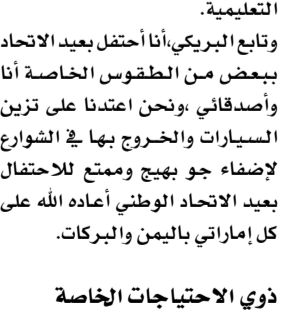 التعليمية.
وتابع البريكي،أنا أحتفل بعيد الاتحاد
ببعض من الطقوس الخاصة أنا
وأصدقائي ،ونحن اعتدنا على تزين
السيارات والخروج بها في الشوارع
لإضفاء جو بهيج وممتع للاحتفال
بعيد الاتحاد الوطني أعاده الله على
كل إماراتي باليمن والبركات.
ذوي الاحتياجات الخاصة